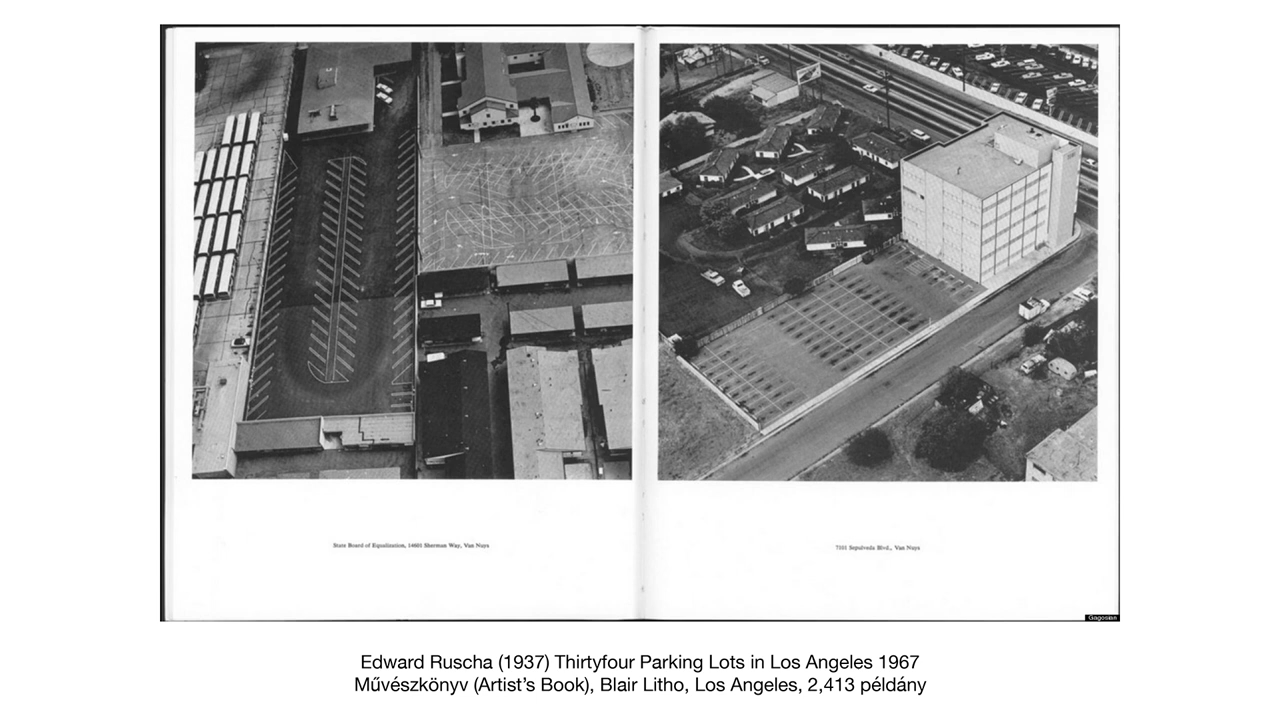 State Board of Equalization, 14601 Sherman Way, Van Nuys
7101 Sepulveda Blvd., Van Nuys
Gagosian
Edward Ruscha (1937) Thirtyfour Parking Lots in Los Angeles 1967
Művészkönyv (Artist's Book), Blair Litho, Los Angeles, 2,413 példány